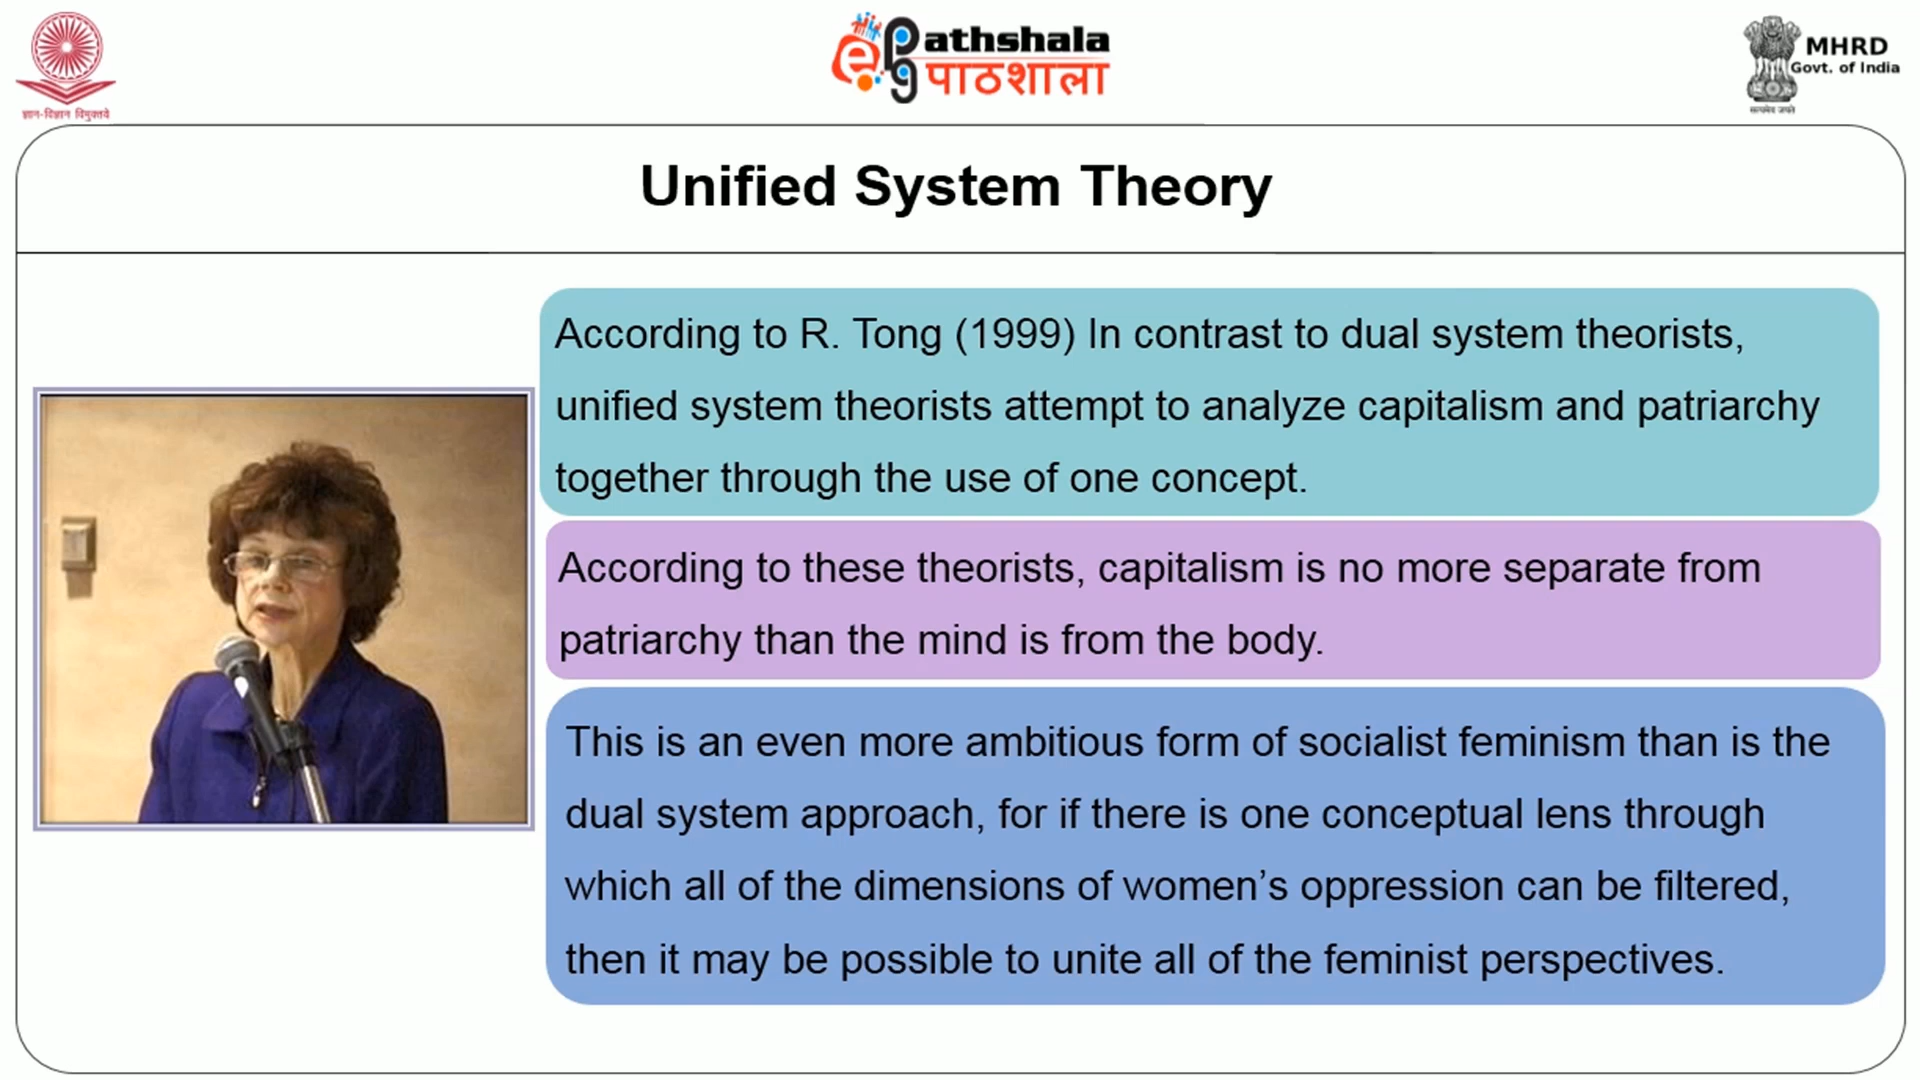 ज्ञान-विज्ञान विमुक्तये
e Pg athshala
पाठशाला
MHRD
Govt. of India
सत्यमेव जयते
Unified System Theory
According to R. Tong (1999) In contrast to dual system theorists,
unified system theorists attempt to analyze capitalism and patriarchy
together through the use of one concept.
According to these theorists, capitalism is no more separate from
patriarchy than the mind is from the body.
This is an even more ambitious form of socialist feminism than is the
dual system approach, for if there is one conceptual lens through
which all of the dimensions of women’s oppression can be filtered,
then it may be possible to unite all of the feminist perspectives.